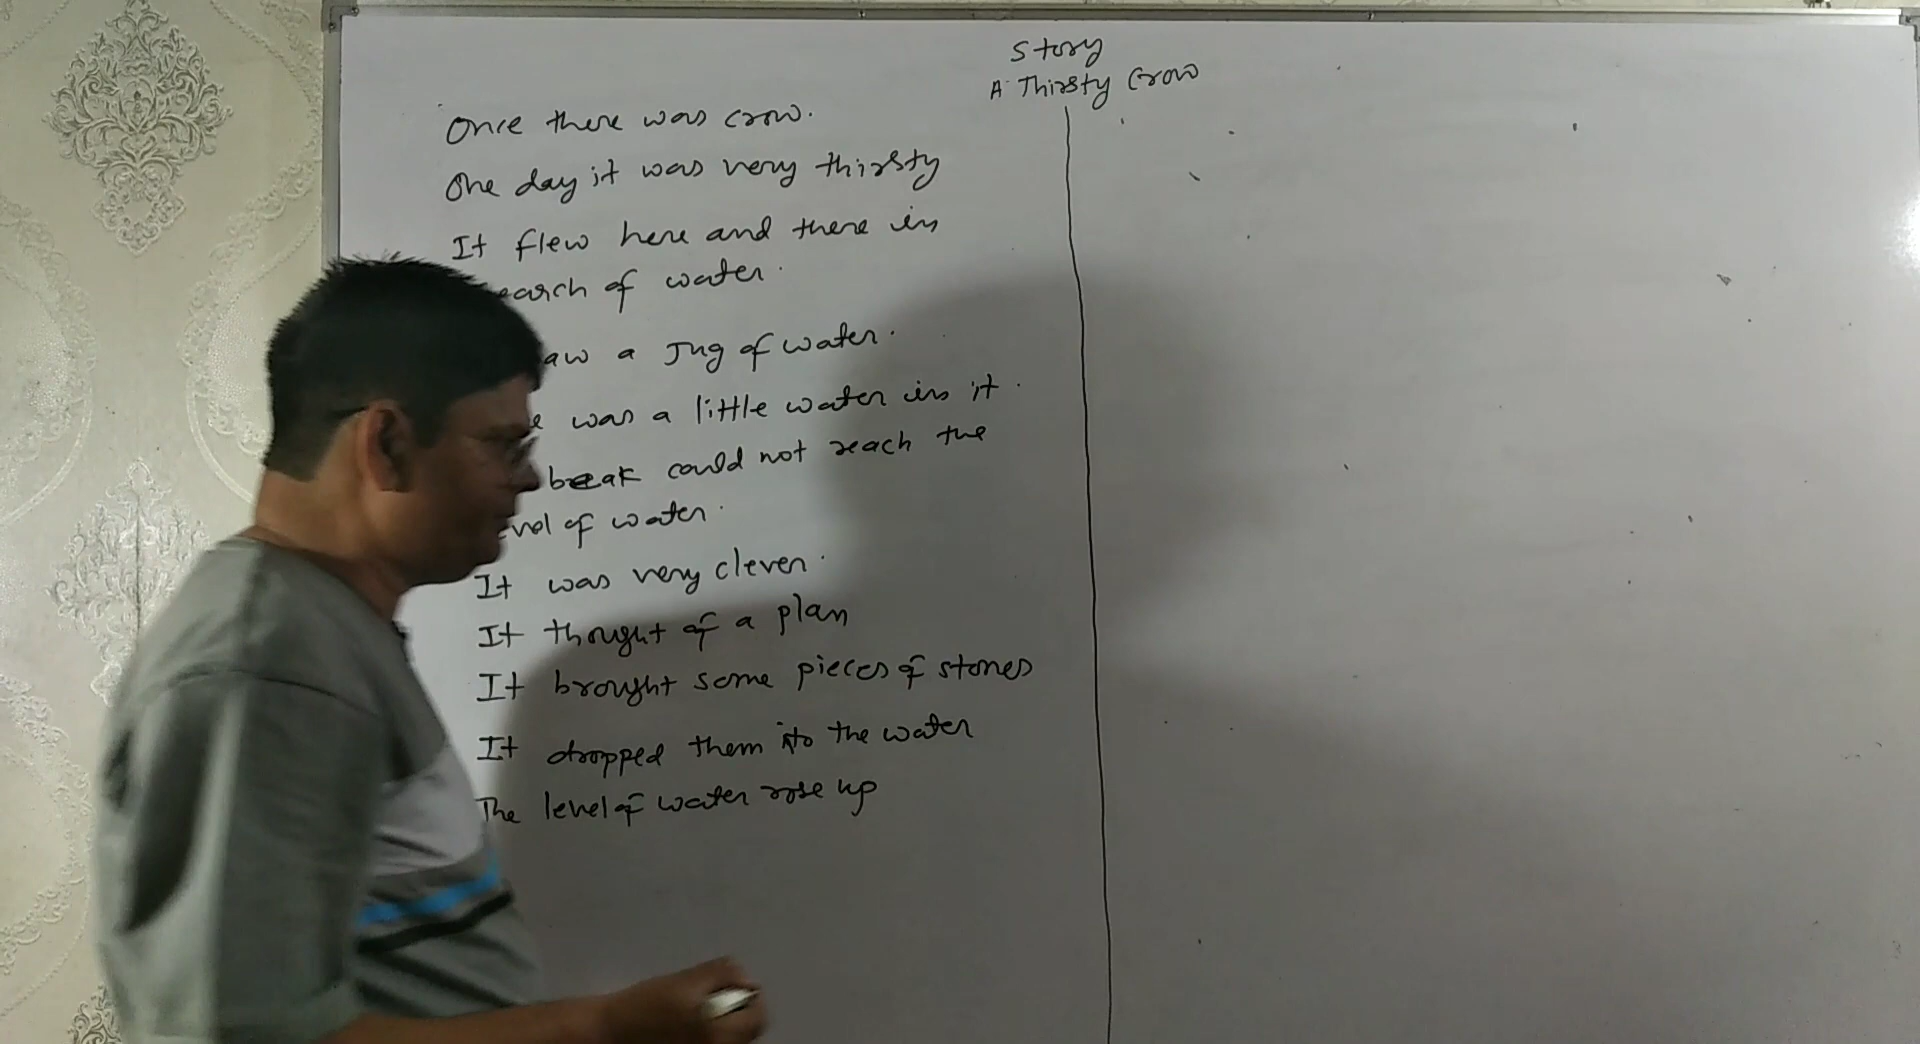 Story
A Thirsty Crow
Once there was crow.
One day it was very thirsty
It flew here and there in
earch of water.
aw a Jug of water.
e was a little water in it.
beak could not reach the
evel of water.
It was very clever.
It thought of a plan
It brought some pieces of stones
It dropped them into the water
The level of water rose up